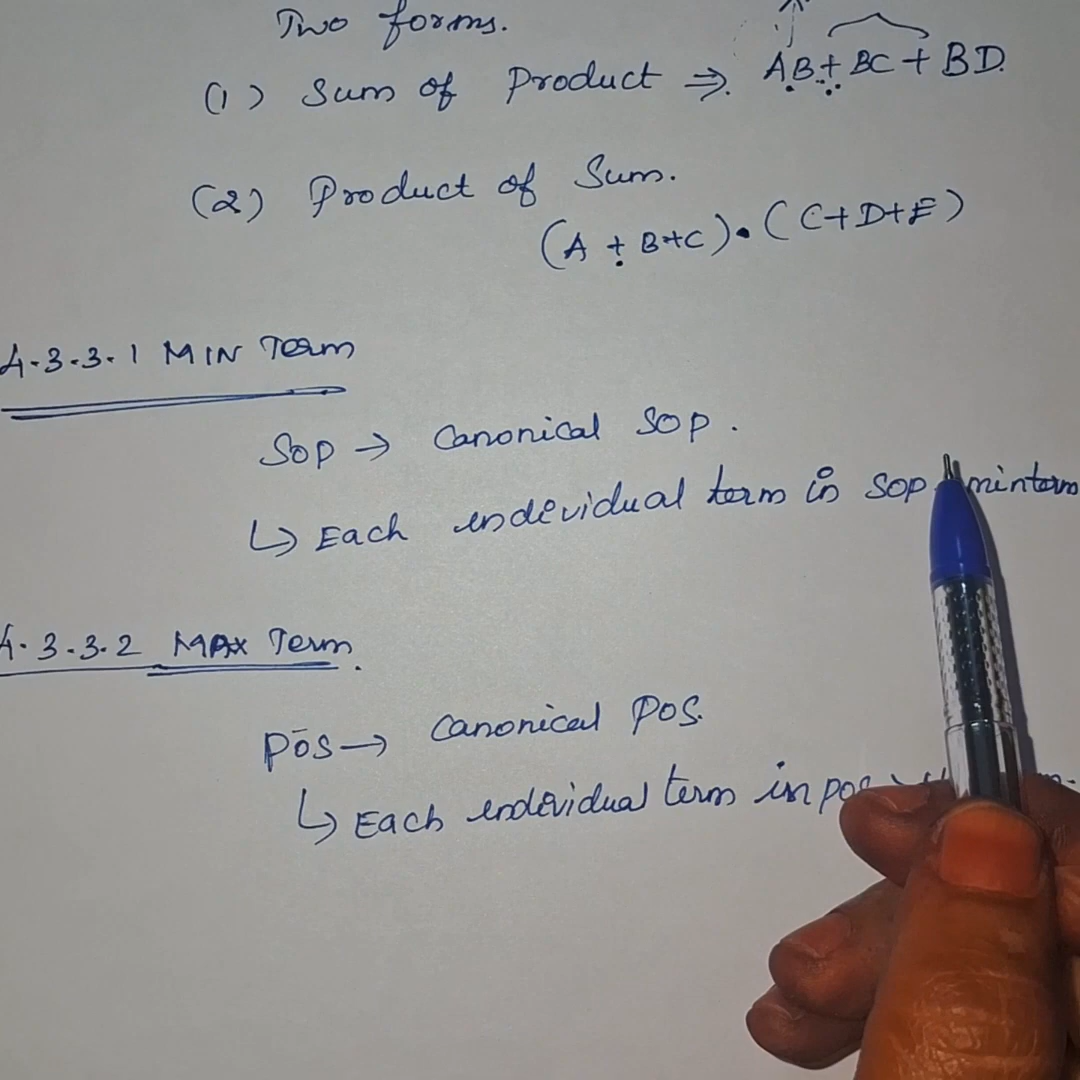 Two forms.
(1) Sum of Product ⇒ AB + BC + BD.
(2) Product of Sum.
(A + B+C) • (C+D+E)
4.3.3.1 MIN Term
SOP → Canonical SOP.
↳ Each individual term in SOP minterm
4.3.3.2 MAX Term.
POS → Canonical POS.
↳ Each individual term in pos